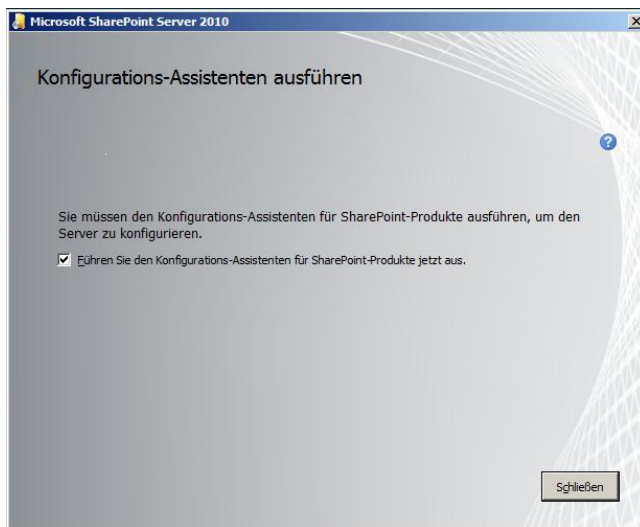 Microsoft SharePoint Server 2010
Konfigurations-Assistenten ausführen
?
Sie müssen den Konfigurations-Assistenten für SharePoint-Produkte ausführen, um den
Server zu konfigurieren.
Führen Sie den Konfigurations-Assistenten für SharePoint-Produkte jetzt aus.
Schließen